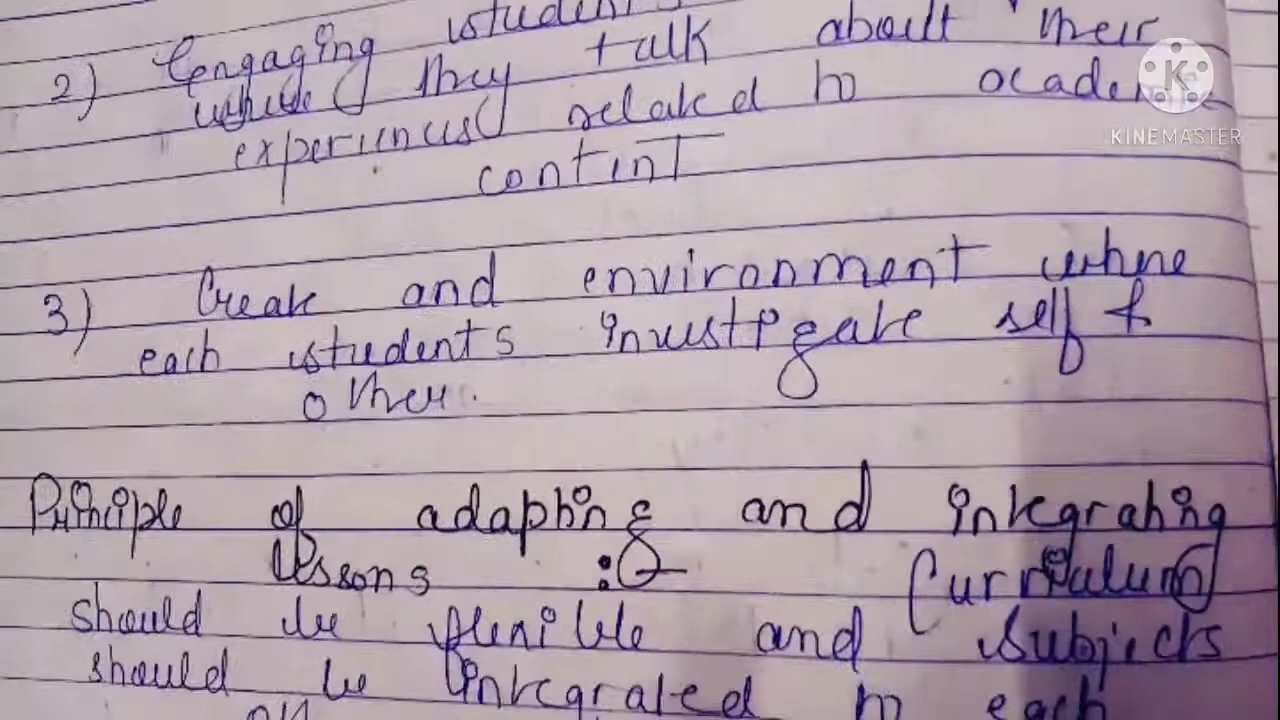 2) Engaging students
while they talk about their
experiences related to academic
content
KINEMASTER
3) Create and environment where
each students investigate self &
other.
Principle of adapting and integrating
lessons :- Curriculum
should be flexible and subjects
should be integrated to each